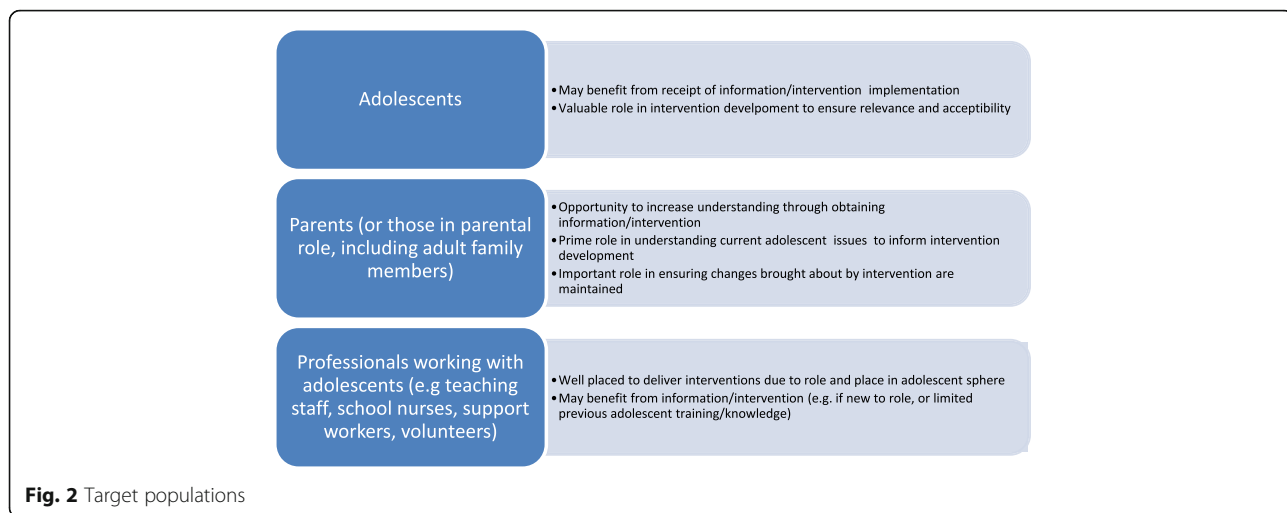 Adolescents
•May benefit from receipt of information/intervention implementation
•Valuable role in intervention develpoment to ensure relevance and acceptibility
Parents (or those in parental
role, including adult family
members)
•Opportunity to increase understanding through obtaining
information/intervention
•Prime role in understanding current adolescent issues to inform intervention
development
•Important role in ensuring changes brought about by intervention are
maintained
Professionals working with
adolescents (e.g teaching
staff, school nurses, support
workers, volunteers)
•Well placed to deliver interventions due to role and place in adolescent sphere
•May benefit from information/intervention (e.g. if new to role, or limited
previous adolescent training/knowledge)
Fig. 2 Target populations